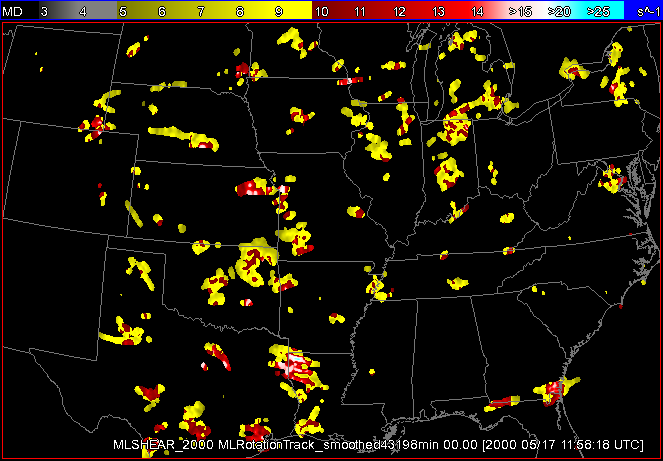 MD 3 4 5 6 7 8 9 10 11 12 13 14 >15 >20 >25 s^-1
MLSHEAR_2000 MLRotationTrack_smoothed43198min 00.00 [2000 05/17 11:58:18 UTC]